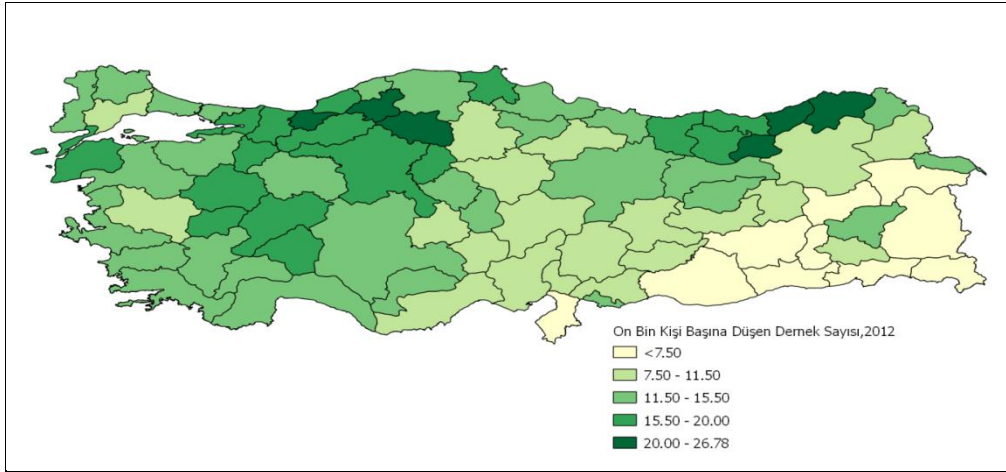 On Bin Kişi Başına Düşen Dernek Sayısı,2012
<7.50
7.50 - 11.50
11.50 - 15.50
15.50 - 20.00
20.00 - 26.78